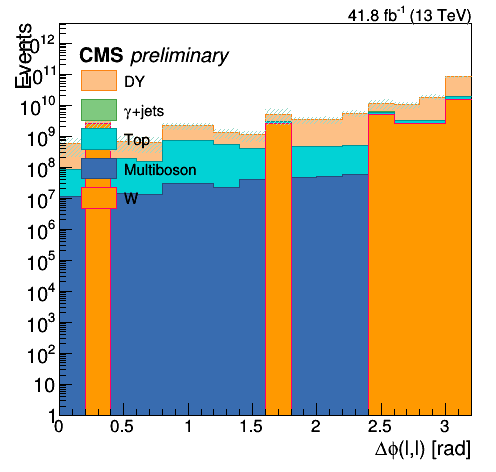 41.8 fb⁻¹ (13 TeV)
Events
CMS preliminary
DY
γ+jets
Top
Multiboson
W
10¹²
10¹¹
10¹⁰
10⁹
10⁸
10⁷
10⁶
10⁵
10⁴
10³
10²
10
1
0 0.5 1 1.5 2 2.5 3
Δϕ(l,l) [rad]